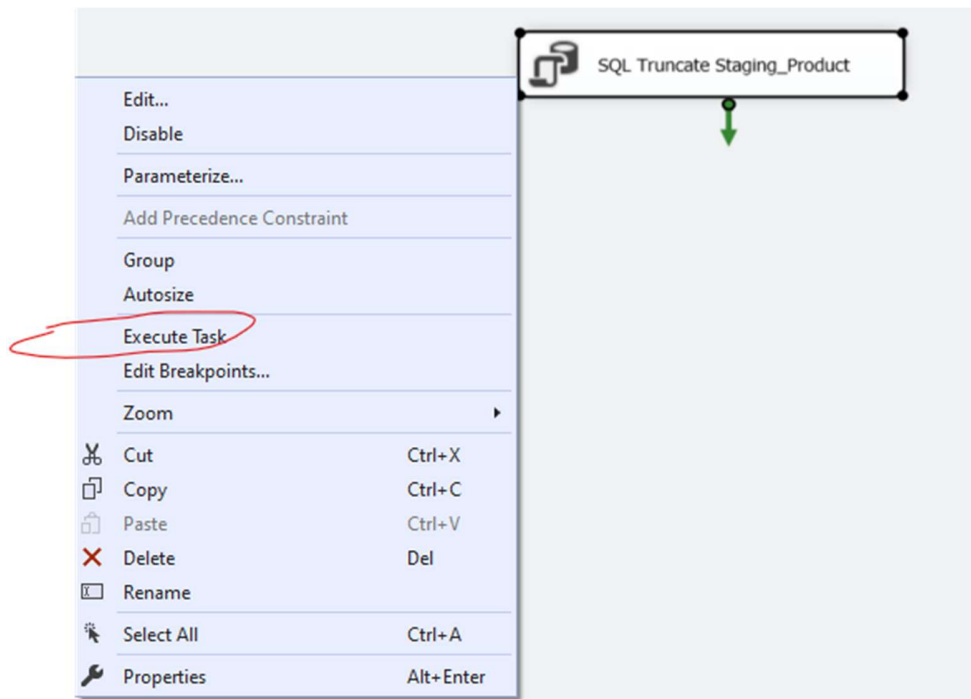 SQL Truncate Staging_Product
Edit...
Disable
Parameterize...
Add Precedence Constraint
Group
Autosize
Execute Task
Edit Breakpoints...
Zoom
Cut Ctrl+X
Copy Ctrl+C
Paste Ctrl+V
Delete Del
Rename
Select All Ctrl+A
Properties Alt+Enter